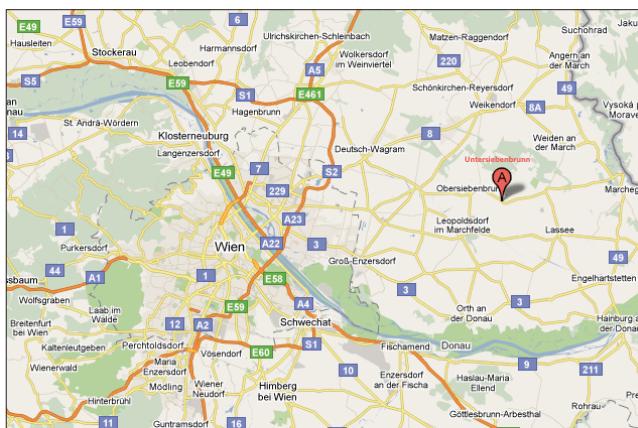 E49
E59
6
Suchohrad
Jaku
Hausleiten
Stockerau
Harmannsdorf
Ulrichskirchen-Schleinbach
Matzen-Raggendorf
Wolkersdorf
im Weinviertel
Angern an
der March
Leobendorf
A5
220
S5
E59
S1
E461
Schönkirchen-Reyersdorf
49
Hagenbrunn
Weikendorf
Vysoká p
Morave
8A
14
St. Andrä-Wördern
Klosterneuburg
8
Weiden an
der March
Langenzersdorf
Deutsch-Wagram
E49
7
S2
Untersiebenbrunn
A
229
Obersiebenbrunn
Marcheg
A23
Leopoldsdorf
im Marchfelde
Lassee
1
Wien
A22
3
Purkersdorf
Groß-Enzersdorf
49
44
A1
1
E58
Engelhartstetten
ssbaum
Wolfsgraben
3
3
Laab im
Walde
E59
A4
Orth an
der Donau
Breitenfurt
bei Wien
12
A2
Schwechat
Hainburg a
der Donau
Kaltenleutgeben
Perchtoldsdorf
S1
Fischamend
Donau
Wienerwald
Maria
Enzersdorf
Vösendorf
E60
9
211
Mödling
Wiener
Neudorf
Himberg
bei Wien
10
Enzersdorf
an der Fischa
Haslau-Maria
Ellend
Hinterbrühl
Rohrau
11
Guntramsdorf
16
Göttlesbrunn-Arbesthal